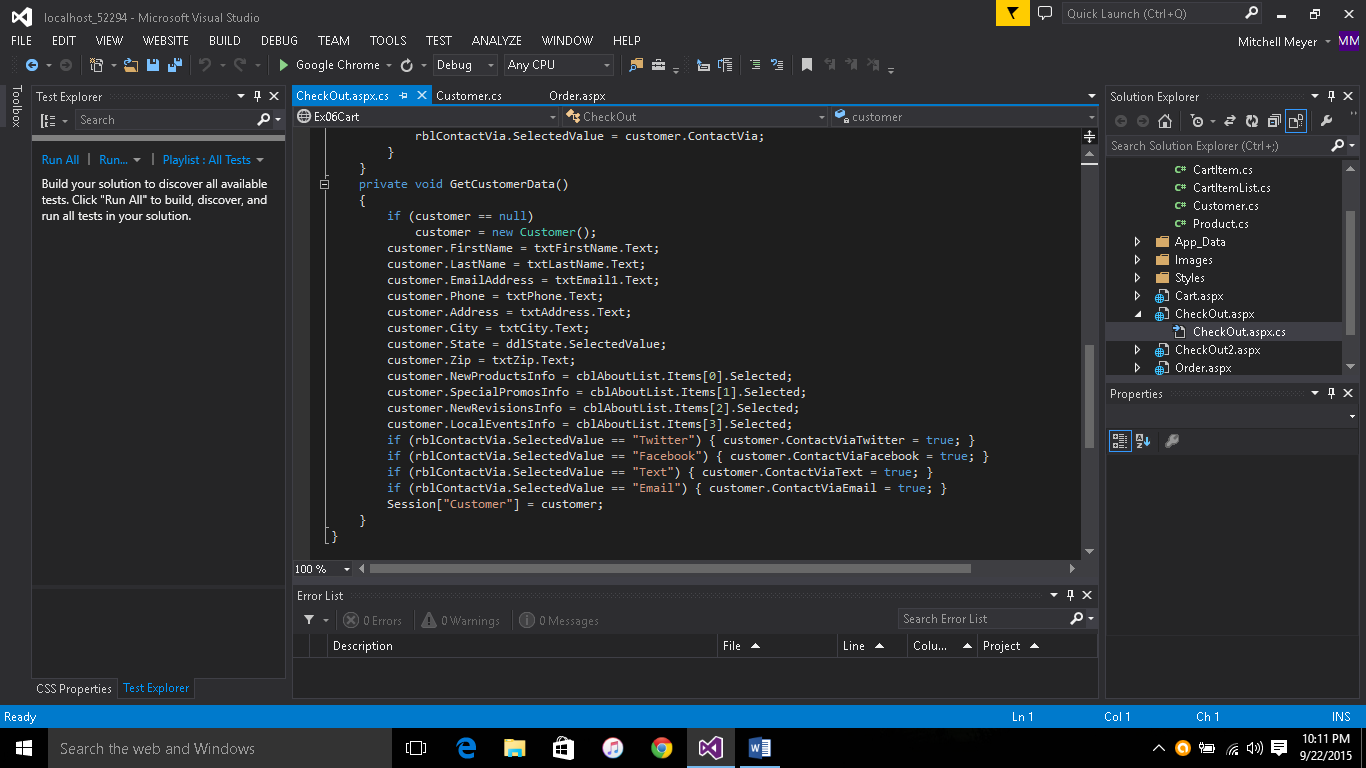 localhost_52294 - Microsoft Visual Studio
Quick Launch (Ctrl+Q)
FILE EDIT VIEW WEBSITE BUILD DEBUG TEAM TOOLS TEST ANALYZE WINDOW HELP
Mitchell Meyer MM
Google Chrome Debug Any CPU
Toolbox
Test Explorer
Search
Run All | Run... | Playlist : All Tests
Build your solution to discover all available
tests. Click "Run All" to build, discover, and
run all tests in your solution.
CSS Properties Test Explorer
CheckOut.aspx.cs Customer.cs Order.aspx
Ex06Cart CheckOut customer
rblContactVia.SelectedValue = customer.ContactVia;
}
}
private void GetCustomerData()
{
if (customer == null)
customer = new Customer();
customer.FirstName = txtFirstName.Text;
customer.LastName = txtLastName.Text;
customer.EmailAddress = txtEmail1.Text;
customer.Phone = txtPhone.Text;
customer.Address = txtAddress.Text;
customer.City = txtCity.Text;
customer.State = ddlState.SelectedValue;
customer.Zip = txtZip.Text;
customer.NewProductsInfo = cblAboutList.Items[0].Selected;
customer.SpecialPromosInfo = cblAboutList.Items[1].Selected;
customer.NewRevisionsInfo = cblAboutList.Items[2].Selected;
customer.LocalEventsInfo = cblAboutList.Items[3].Selected;
if (rblContactVia.SelectedValue == "Twitter") { customer.ContactViaTwitter = true; }
if (rblContactVia.SelectedValue == "Facebook") { customer.ContactViaFacebook = true; }
if (rblContactVia.SelectedValue == "Text") { customer.ContactViaText = true; }
if (rblContactVia.SelectedValue == "Email") { customer.ContactViaEmail = true; }
Session["Customer"] = customer;
}
}
100 %
Error List
0 Errors 0 Warnings 0 Messages
Search Error List
Description File Line Colu... Project
Solution Explorer
Search Solution Explorer (Ctrl+;)
C# CartItem.cs
C# CartItemList.cs
C# Customer.cs
C# Product.cs
App_Data
Images
Styles
Cart.aspx
CheckOut.aspx
CheckOut.aspx.cs
CheckOut2.aspx
Order.aspx
Properties
Ready Ln 1 Col 1 Ch 1 INS
Search the web and Windows
10:11 PM
9/22/2015